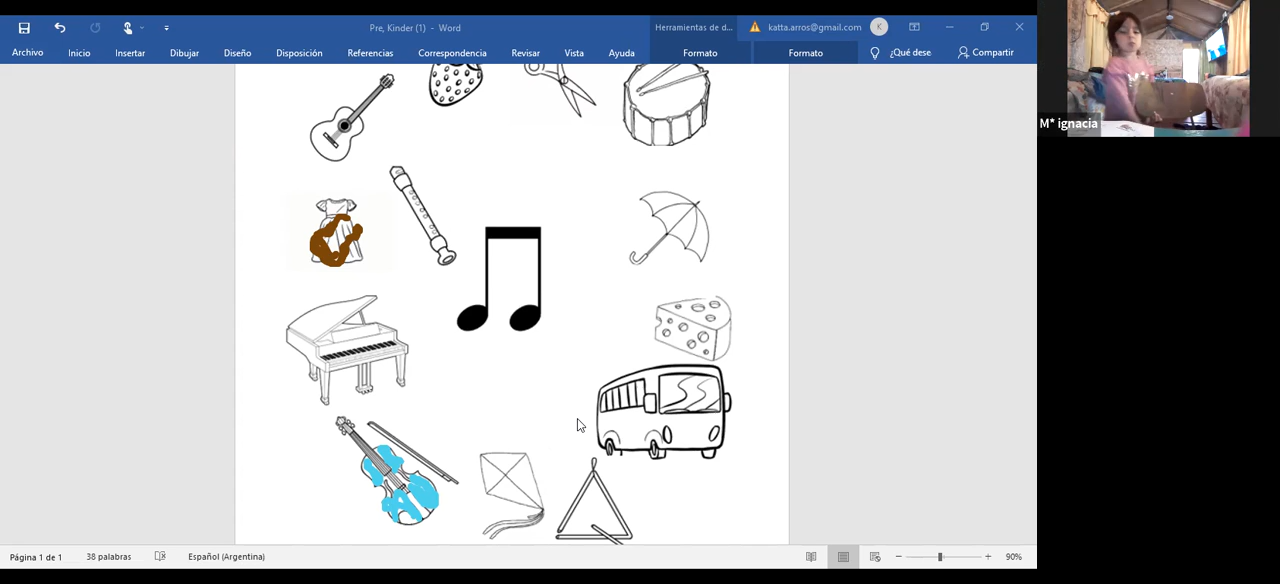 Pre, Kinder (1) - Word
Herramientas de d...
katta.arros@gmail.com
K
Archivo Inicio Insertar Dibujar Diseño Disposición Referencias Correspondencia Revisar Vista Ayuda Formato Formato ¿Qué dese Compartir
Mª ignacia
Página 1 de 1 38 palabras Español (Argentina) 90%